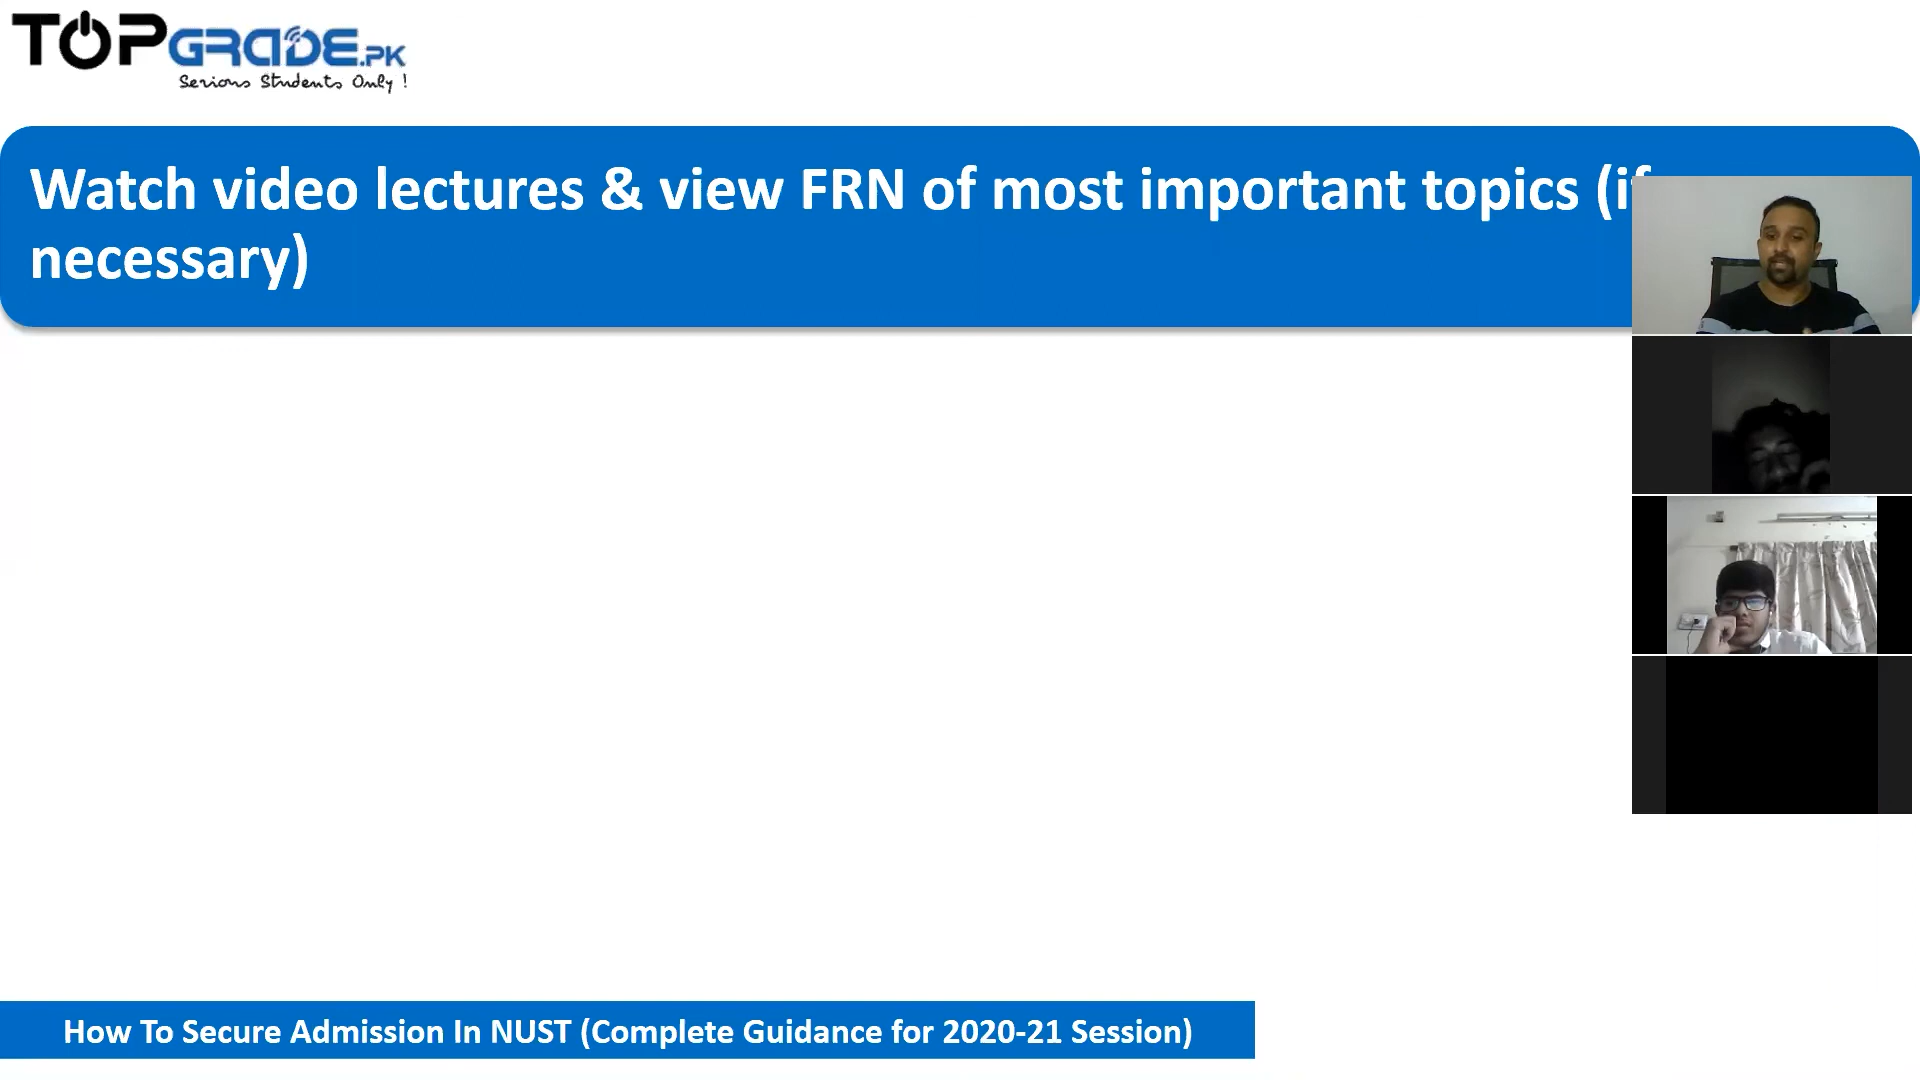 TOPGRADE.PK
Serious Students Only !
Watch video lectures & view FRN of most important topics (if
necessary)
How To Secure Admission In NUST (Complete Guidance for 2020-21 Session)